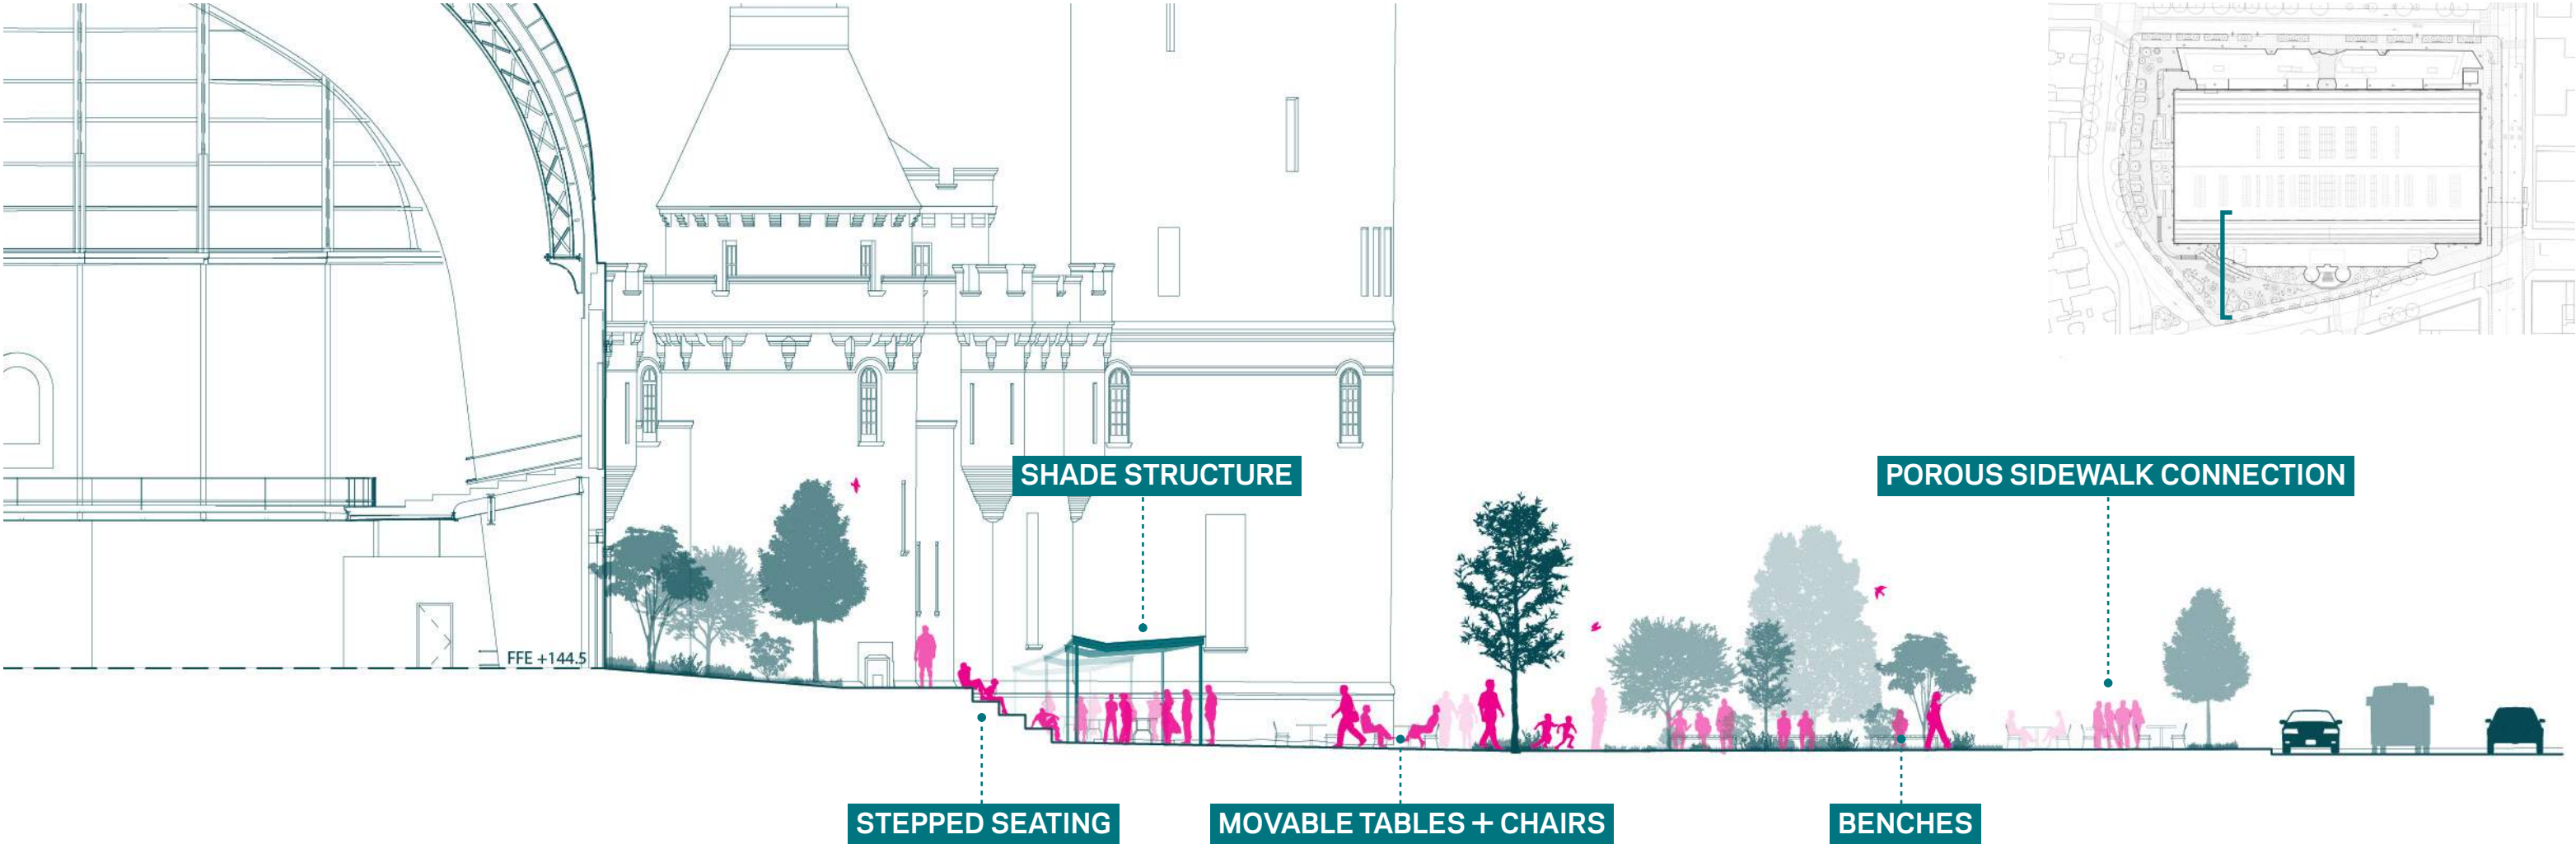 SHADE STRUCTURE
POROUS SIDEWALK CONNECTION
FFE +144.5
STEPPED SEATING
MOVABLE TABLES + CHAIRS
BENCHES